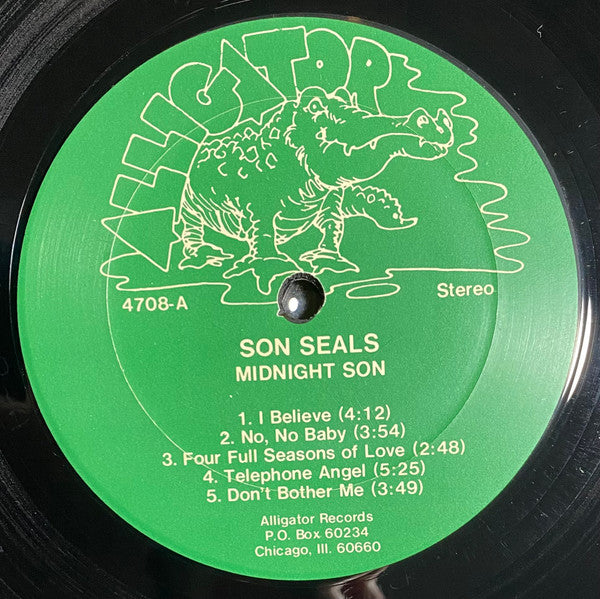 ALLIGATOR
4708-A
Stereo
SON SEALS
MIDNIGHT SON
1. I Believe (4:12)
2. No, No Baby (3:54)
3. Four Full Seasons of Love (2:48)
4. Telephone Angel (5:25)
5. Don't Bother Me (3:49)
Alligator Records
P.O. Box 60234
Chicago, Ill. 60660